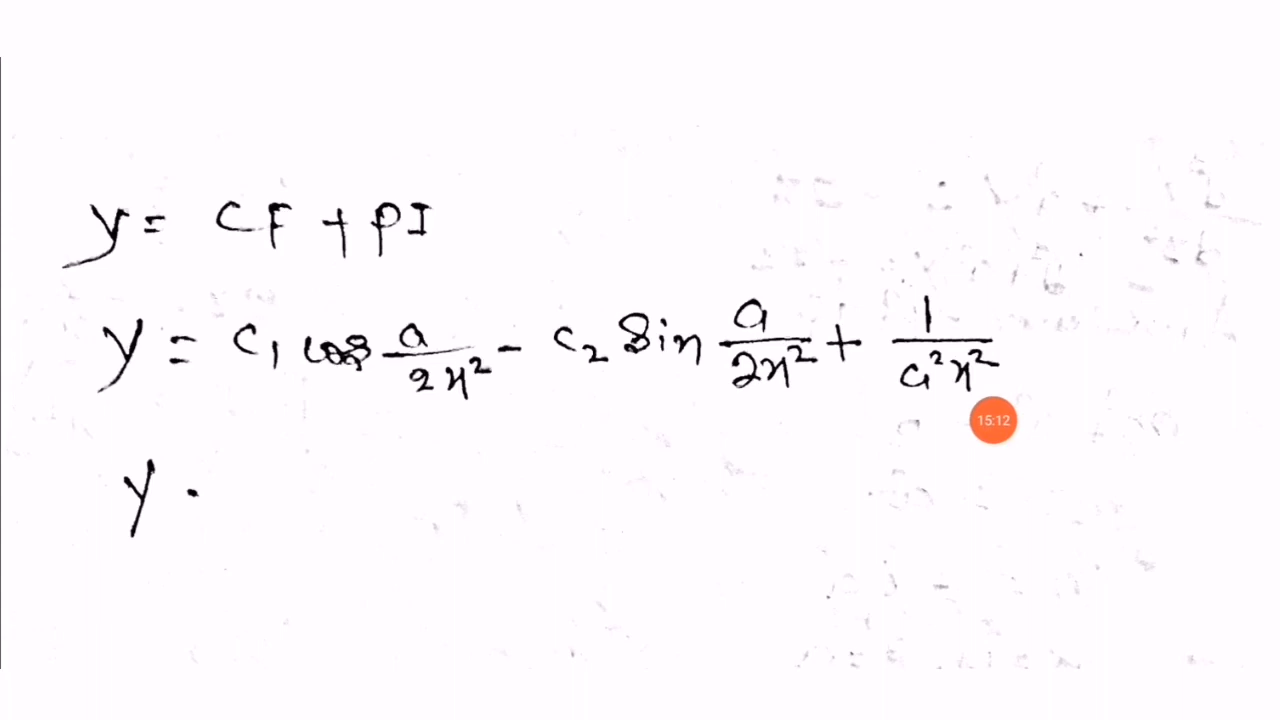 y = CF + PI
y = c₁ cos a/2x² - c₂ sin a/2x² + 1/a²x²
15:12
y .